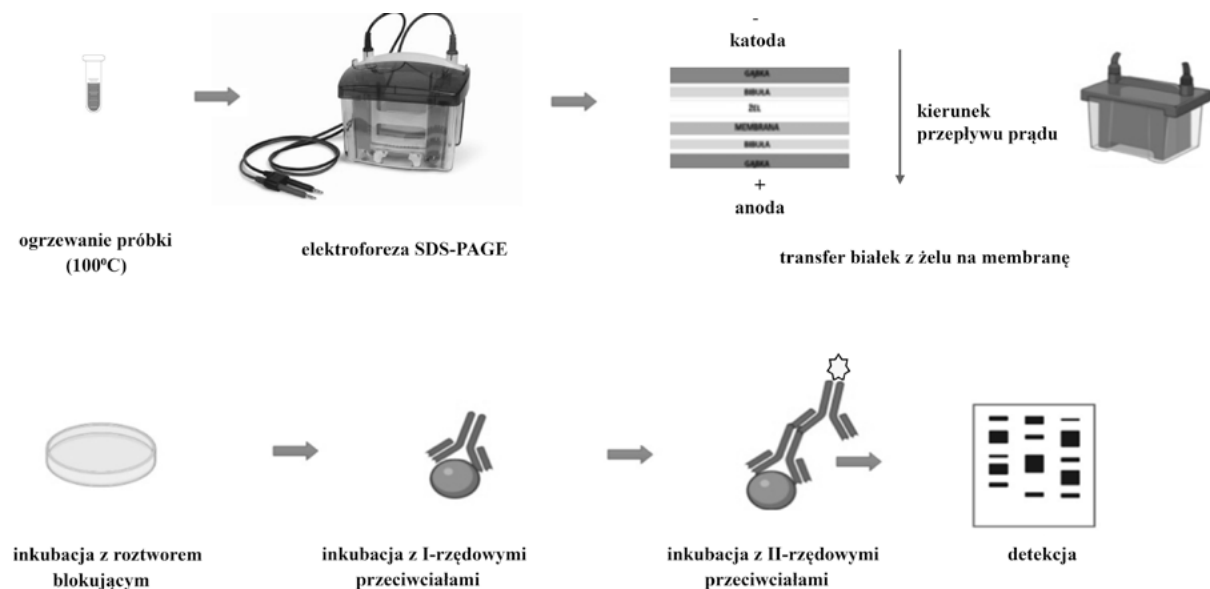 -
katoda
GĄBKA
BIBUŁA
ŻEL
MEMBRANA
BIBUŁA
GĄBKA
+
anoda
kierunek
przepływu prądu
ogrzewanie próbki
(100ºC)
elektroforeza SDS-PAGE
transfer białek z żelu na membranę
inkubacja z roztworem
blokującym
inkubacja z I-rzędowymi
przeciwciałami
inkubacja z II-rzędowymi
przeciwciałami
detekcja